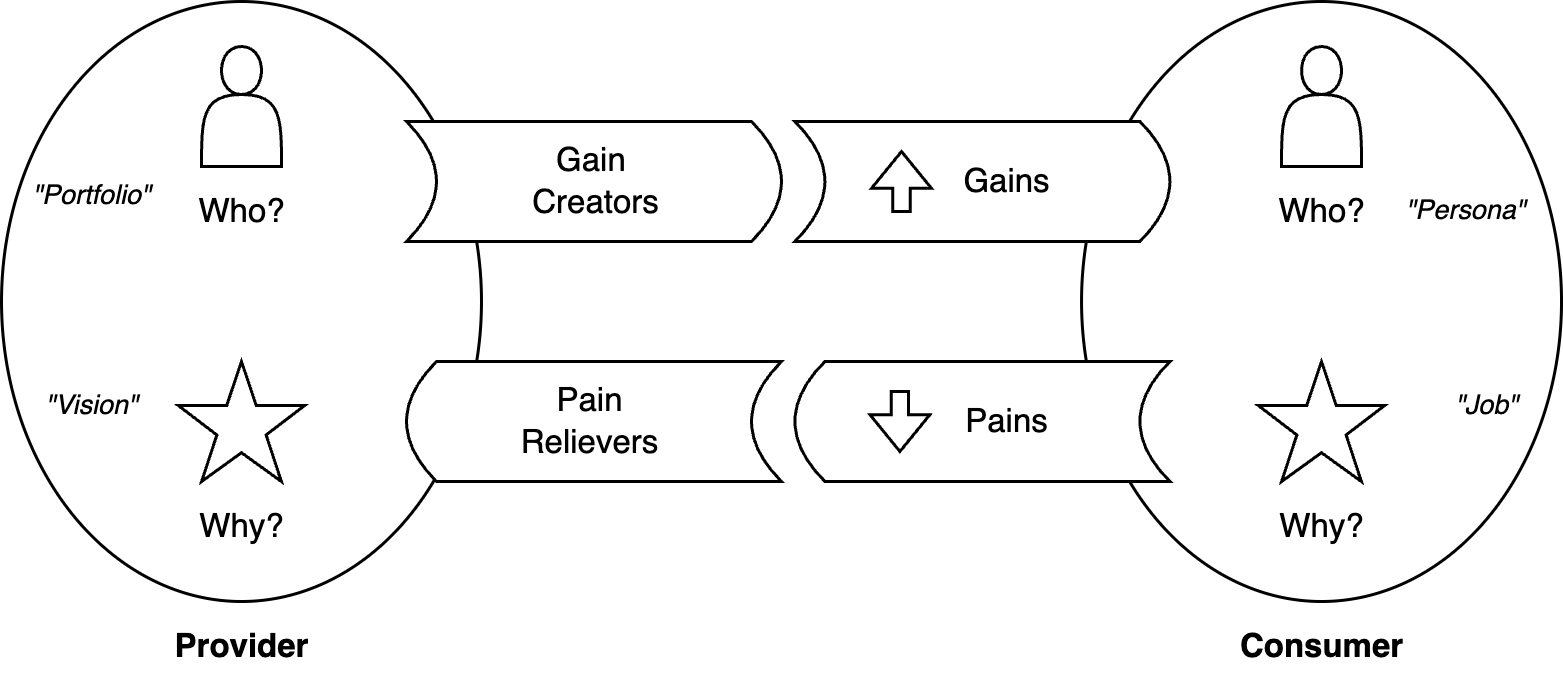 "Portfolio"
Who?
Gain
Creators
Gains
Who?
"Persona"
"Vision"
Why?
Pain
Relievers
Pains
"Job"
Why?
Provider
Consumer